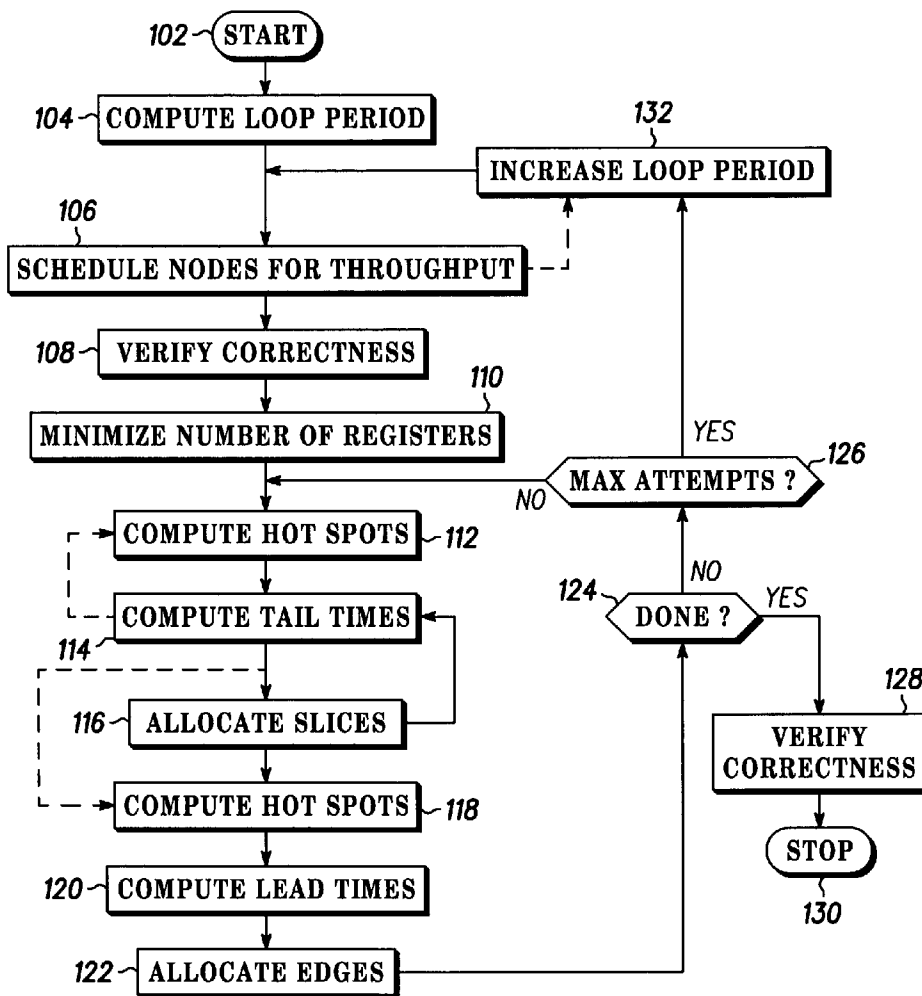 102
START
104
COMPUTE LOOP PERIOD
132
INCREASE LOOP PERIOD
106
SCHEDULE NODES FOR THROUGHPUT
108
VERIFY CORRECTNESS
110
MINIMIZE NUMBER OF REGISTERS
YES
MAX ATTEMPTS ?
126
NO
COMPUTE HOT SPOTS
112
NO
124
DONE ?
YES
COMPUTE TAIL TIMES
114
116
ALLOCATE SLICES
128
VERIFY
CORRECTNESS
COMPUTE HOT SPOTS
118
STOP
130
120
COMPUTE LEAD TIMES
122
ALLOCATE EDGES